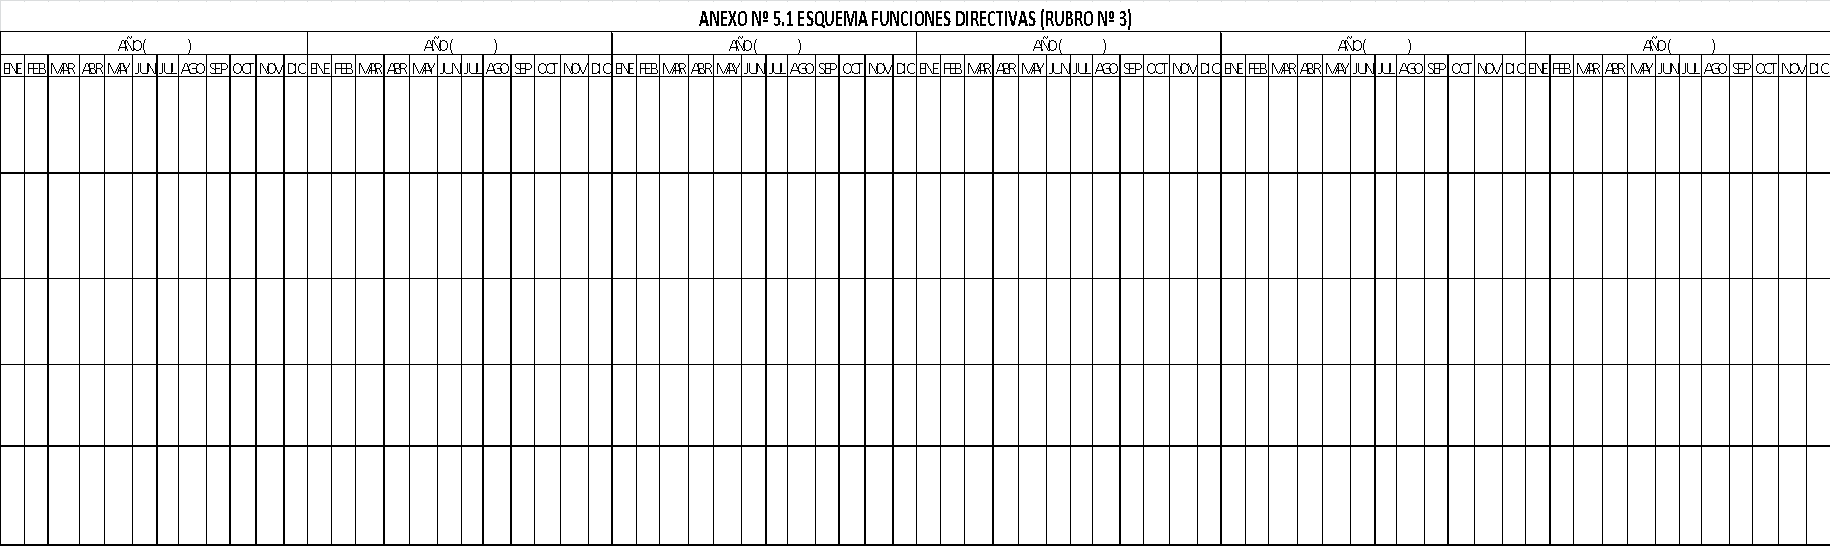 ANEXO Nº 5.1 ESQUEMA FUNCIONES DIRECTIVAS (RUBRO Nº 3)
AÑO ( ) AÑO ( ) AÑO ( ) AÑO ( ) AÑO ( ) AÑO ( )
ENE FEB MAR ABR MAY JUN JUL AGO SEP OCT NOV DIC ENE FEB MAR ABR MAY JUN JUL AGO SEP OCT NOV DIC ENE FEB MAR ABR MAY JUN JUL AGO SEP OCT NOV DIC ENE FEB MAR ABR MAY JUN JUL AGO SEP OCT NOV DIC ENE FEB MAR ABR MAY JUN JUL AGO SEP OCT NOV DIC ENE FEB MAR ABR MAY JUN JUL AGO SEP OCT NOV DIC